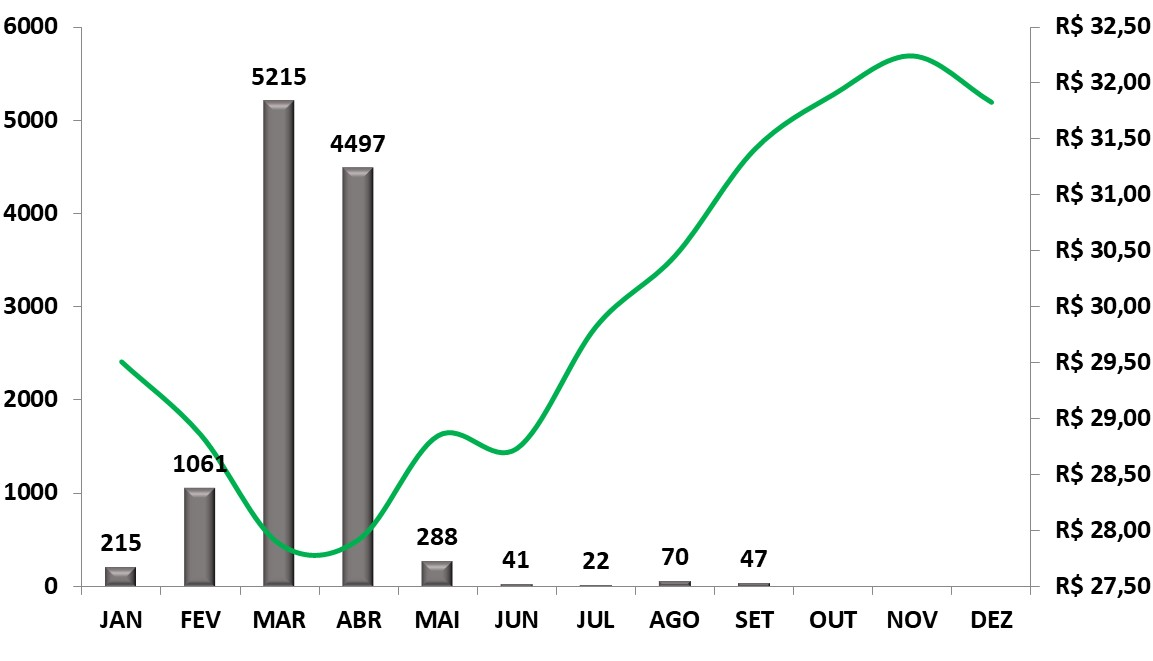 6000
5000
4000
3000
2000
1000
0
R$ 32,50
R$ 32,00
R$ 31,50
R$ 31,00
R$ 30,50
R$ 30,00
R$ 29,50
R$ 29,00
R$ 28,50
R$ 28,00
R$ 27,50
215
1061
5215
4497
288
41
22
70
47
JAN FEV MAR ABR MAI JUN JUL AGO SET OUT NOV DEZ